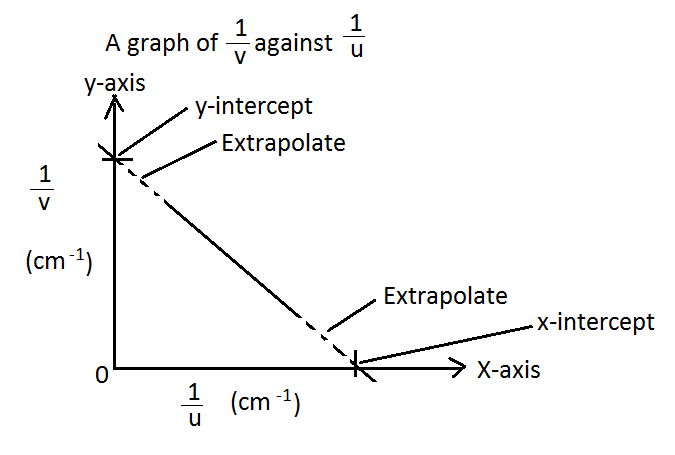 A graph of 1/v against 1/u
y-axis
y-intercept
Extrapolate
1/v
(cm⁻¹)
Extrapolate
x-intercept
0
X-axis
1/u (cm⁻¹)